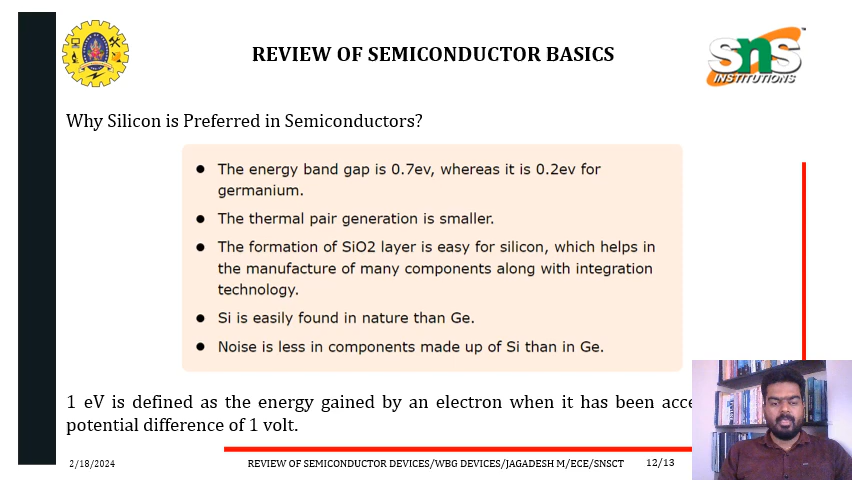 REVIEW OF SEMICONDUCTOR BASICS
SNS
INSTITUTIONS
Why Silicon is Preferred in Semiconductors?
● The energy band gap is 0.7ev, whereas it is 0.2ev for
germanium.
● The thermal pair generation is smaller.
● The formation of SiO2 layer is easy for silicon, which helps in
the manufacture of many components along with integration
technology.
● Si is easily found in nature than Ge.
● Noise is less in components made up of Si than in Ge.
1 eV is defined as the energy gained by an electron when it has been acce
potential difference of 1 volt.
2/18/2024
REVIEW OF SEMICONDUCTOR DEVICES/WBG DEVICES/JAGADESH M/ECE/SNSCT
12/13